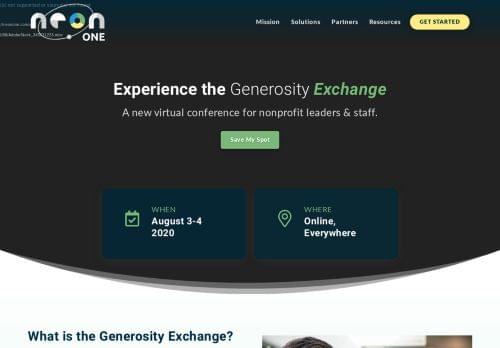 neon
ONE
Mission Solutions Partners Resources GET STARTED
Experience the Generosity Exchange
A new virtual conference for nonprofit leaders & staff.
Save My Spot
WHEN
August 3-4
2020
WHERE
Online,
Everywhere
What is the Generosity Exchange?